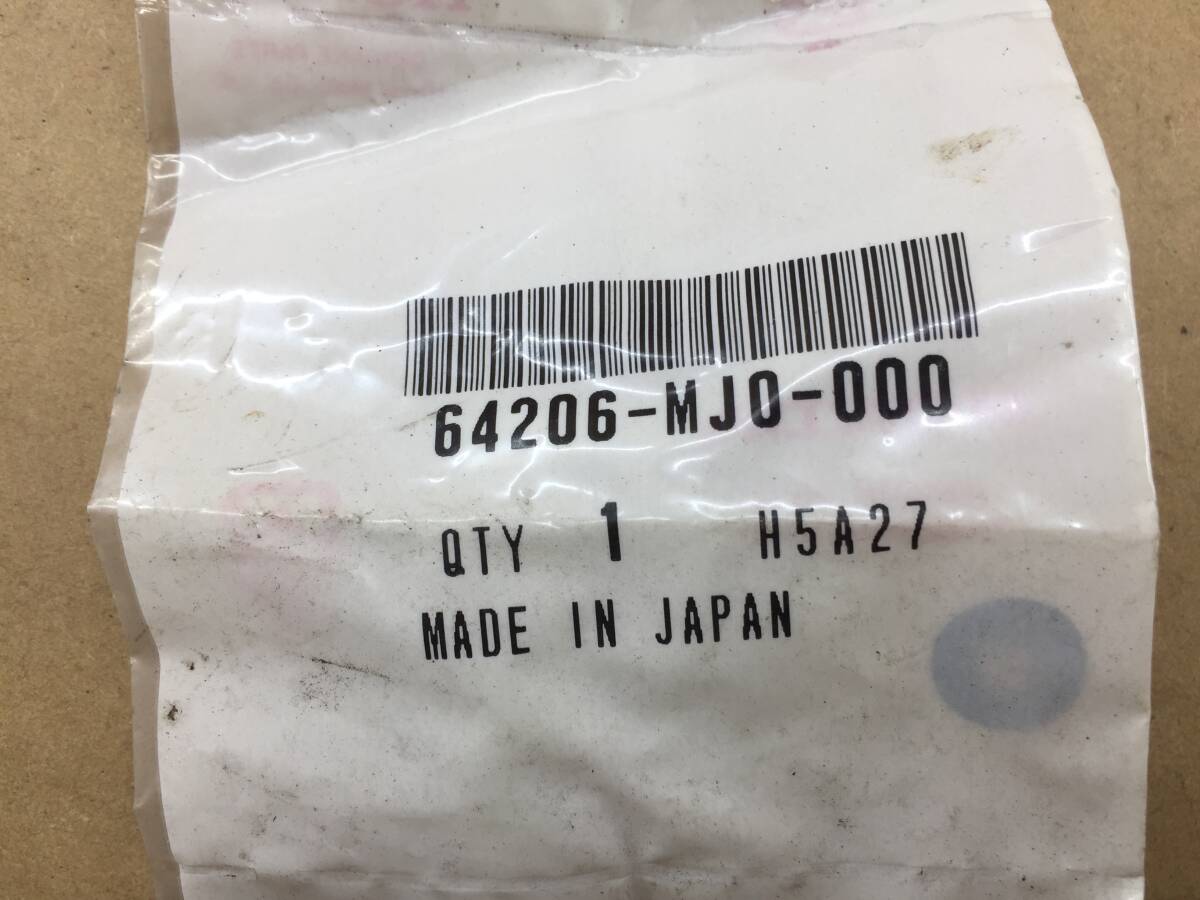 64206-MJ0-000
QTY 1 H5A27
MADE IN JAPAN